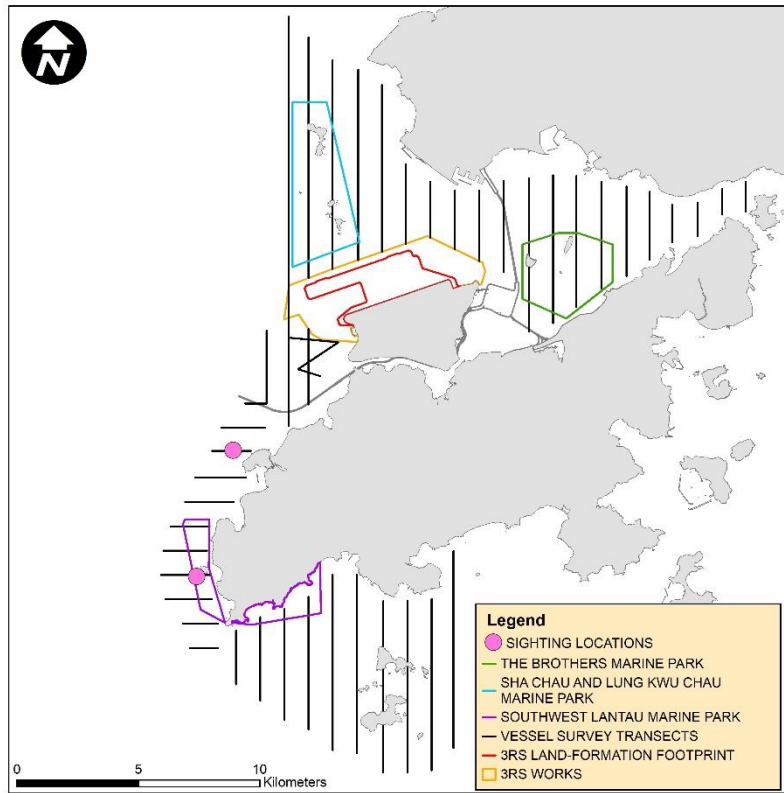 N
Legend
SIGHTING LOCATIONS
THE BROTHERS MARINE PARK
SHA CHAU AND LUNG KWU CHAU
MARINE PARK
SOUTHWEST LANTAU MARINE PARK
VESSEL SURVEY TRANSECTS
3RS LAND-FORMATION FOOTPRINT
3RS WORKS
0 5 10
Kilometers